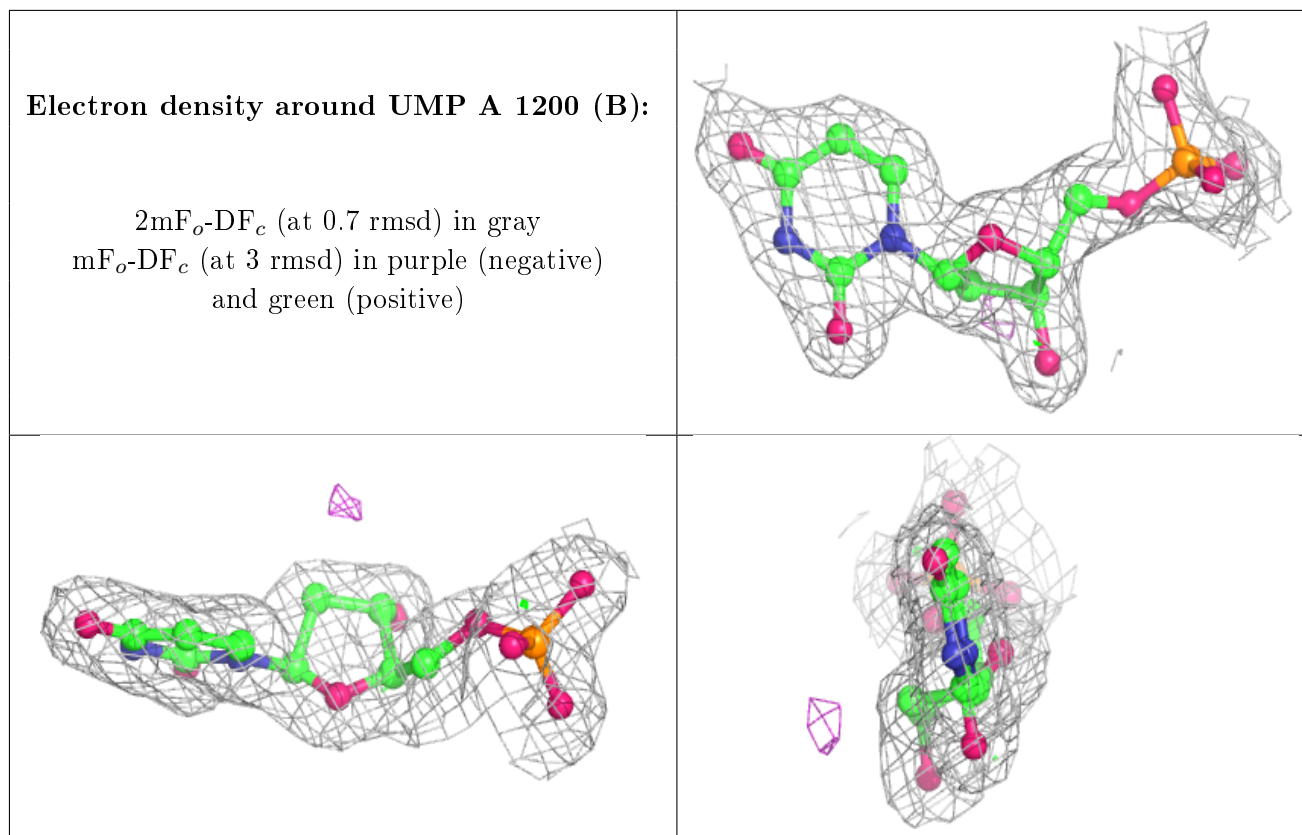 Electron density around UMP A 1200 (B):
2mFₒ-DF𝒸 (at 0.7 rmsd) in gray
mFₒ-DF𝒸 (at 3 rmsd) in purple (negative)
and green (positive)